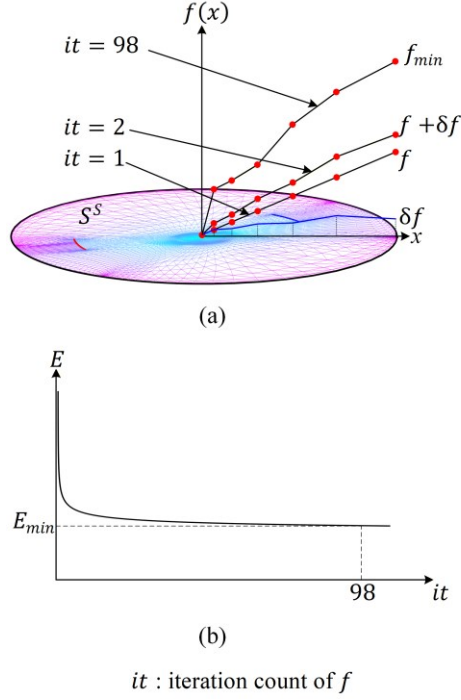 f(x)
it = 98
f_min
it = 2
f + δf
it = 1
f
S^S
δf
x
(a)
E
E_min
98
it
(b)
it : iteration count of f